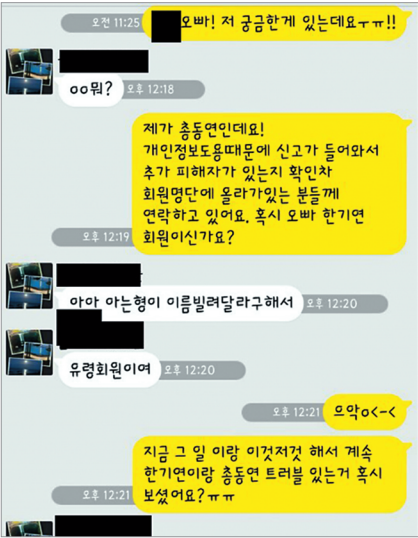 오전 11:25
오빠! 저 궁금한게 있는데요ㅜㅠ!!
ㅇㅇ뭐?
오후 12:18
제가 총동연인데요!
개인정보도용때문에 신고가 들어와서
추가 피해자가 있는지 확인차
회원명단에 올라가있는 분들께
연락하고 있어요. 혹시 오빠 한기연
회원이신가요?
오후 12:19
아아 아는형이 이름빌려달라구해서
오후 12:20
유령회원이여
오후 12:20
오후 12:21
으악ㅇ<-<
지금 그 일 이랑 이것저것 해서 계속
한기연이랑 총동연 트러블 있는거 혹시
보셨어요?ㅠㅠ
오후 12:21